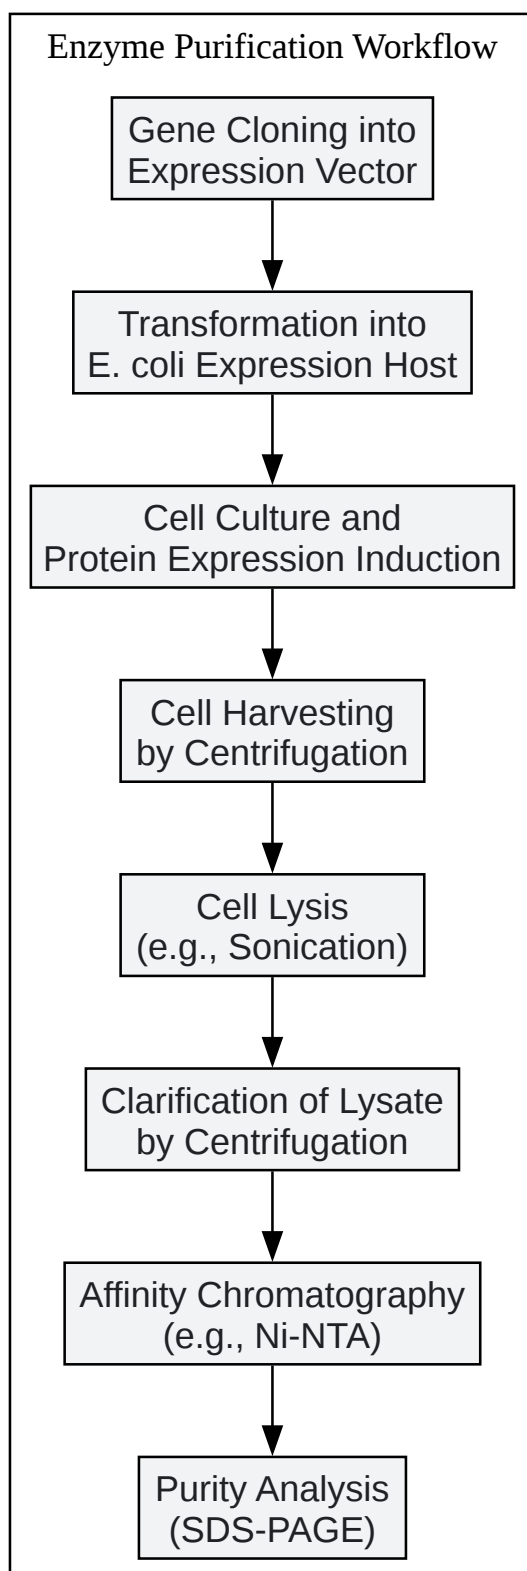 Enzyme Purification Workflow
Gene Cloning into
Expression Vector
Transformation into
E. coli Expression Host
Cell Culture and
Protein Expression Induction
Cell Harvesting
by Centrifugation
Cell Lysis
(e.g., Sonication)
Clarification of Lysate
by Centrifugation
Affinity Chromatography
(e.g., Ni-NTA)
Purity Analysis
(SDS-PAGE)